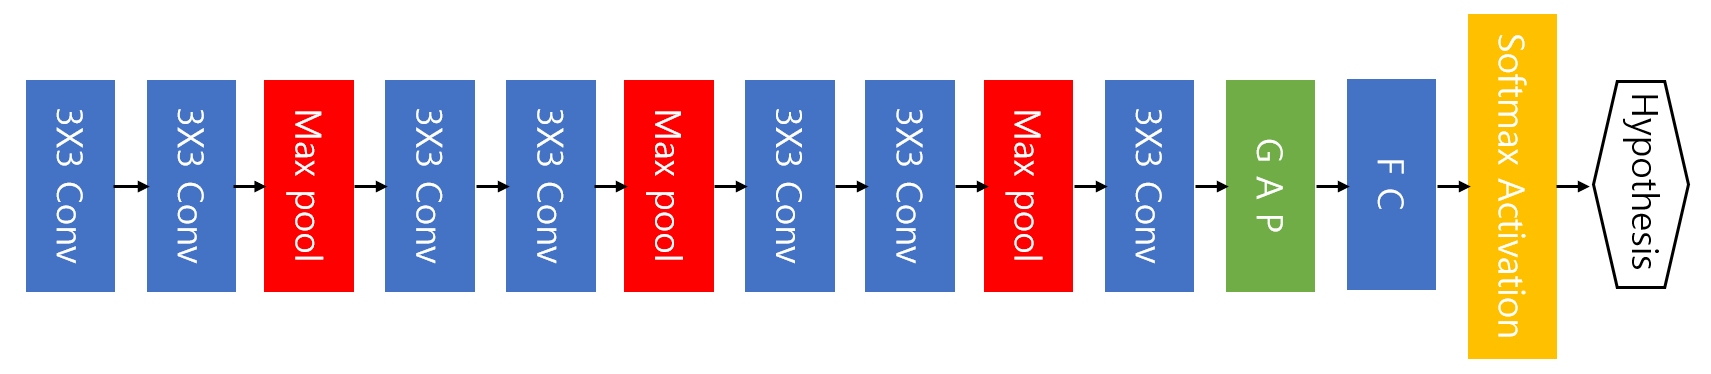 3X3 Conv
3X3 Conv
Max pool
3X3 Conv
3X3 Conv
Max pool
3X3 Conv
3X3 Conv
Max pool
3X3 Conv
G A P
F C
Softmax Activation
Hypothesis